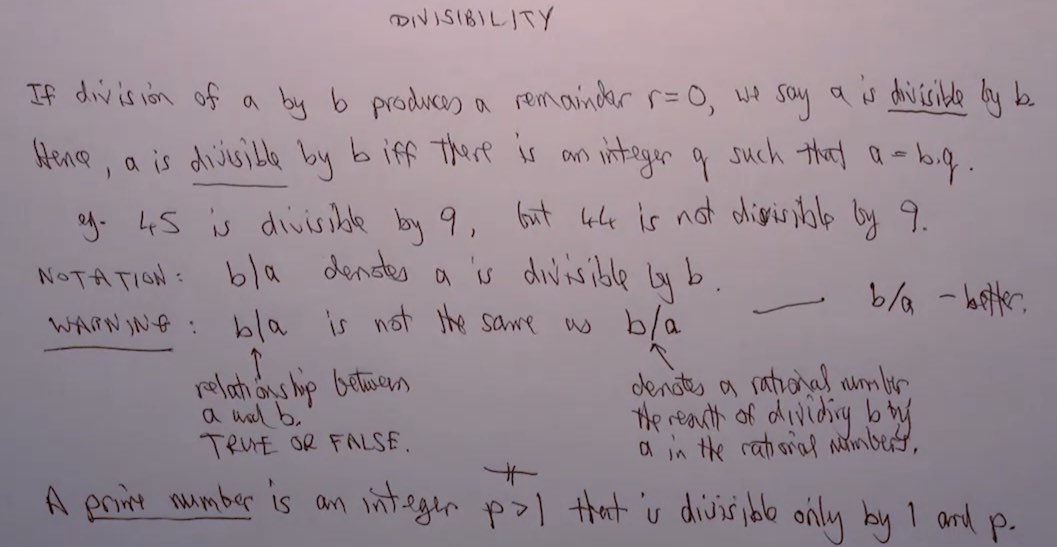 DIVISIBILITY
If division of a by b produces a remainder r=0, we say a is divisible by b.
Hence, a is divisible by b iff there is an integer q such that a = b.q.
eg. 45 is divisible by 9, but 44 is not divisible by 9.
NOTATION: b|a denotes a is divisible by b.
WARNING: b|a is not the same as b/a — b/a - better.
↑ relationship between
a and b.
TRUE OR FALSE.
↑ denotes a rational number
the result of dividing b by
a in the rational numbers.
A prime number is an integer p>1 that is divisible only by 1 and p.